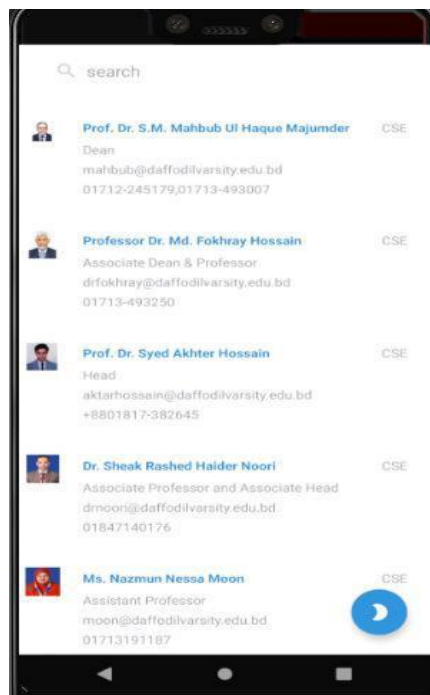 search
Prof. Dr. S.M. Mahbub Ul Haque Majumder CSE
Dean
mahbub@daffodilvarsity.edu.bd
01712-245179,01713-493007
Professor Dr. Md. Fokhray Hossain CSE
Associate Dean & Professor
drfokhray@daffodilvarsity.edu.bd
01713-493250
Prof. Dr. Syed Akhter Hossain CSE
Head
aktarhossain@daffodilvarsity.edu.bd
+8801817-382645
Dr. Sheak Rashed Haider Noori CSE
Associate Professor and Associate Head
drnoori@daffodilvarsity.edu.bd
01847140176
Ms. Nazmun Nessa Moon CSE
Assistant Professor
moon@daffodilvarsity.edu.bd
01713191187